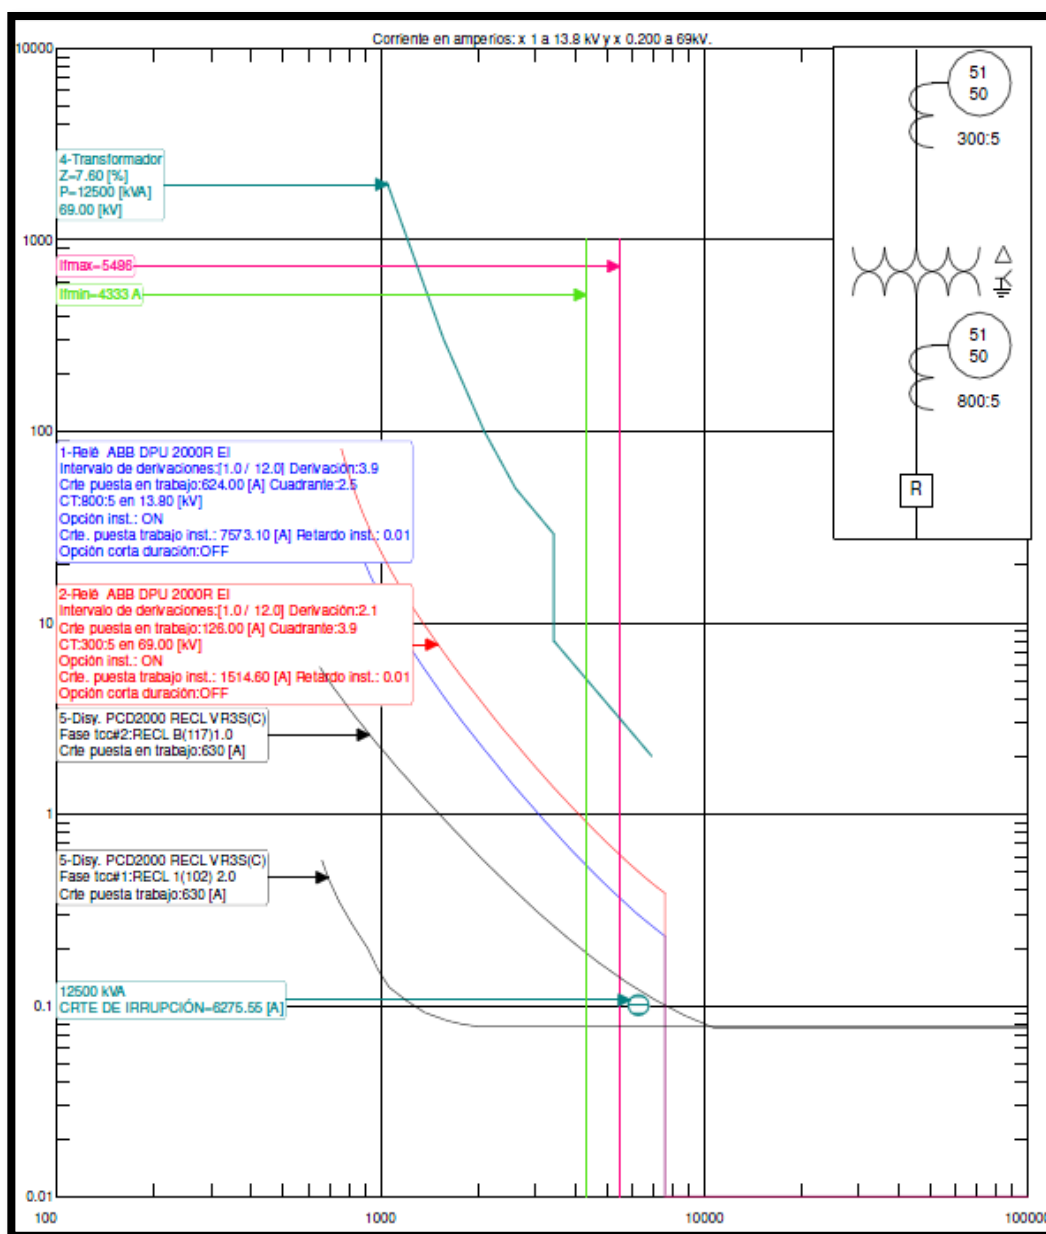 Corriente en amperios: x 1 a 13.8 kV y x 0.200 a 69kV.
10000
51
50
300:5
4-Transformador
Z=7.60 [%]
P=12500 [kVA]
69.00 [kV]
1000
Ifmax=5486
Ifmin=4333 A
51
50
800:5
100
1-Relé ABB DPU 2000R EI
Intervalo de derivaciones:[1.0 / 12.0] Derivación:3.9
Crte puesta en trabajo:624.00 [A] Cuadrante:2.5
CT:800:5 en 13.80 [kV]
Opción inst.: ON
Crte. puesta trabajo inst.: 7573.10 [A] Retardo inst.: 0.01
Opción corta duración:OFF
R
2-Relé ABB DPU 2000R EI
Intervalo de derivaciones:[1.0 / 12.0] Derivación:2.1
Crte puesta en trabajo:126.00 [A] Cuadrante:3.9
CT:300:5 en 69.00 [kV]
Opción inst.: ON
Crte. puesta trabajo inst.: 1514.60 [A] Retardo inst.: 0.01
Opción corta duración:OFF
10
5-Disy. PCD2000 RECL VR3S(C)
Fase tcc#2:RECL B(117)1.0
Crte puesta en trabajo:630 [A]
1
5-Disy. PCD2000 RECL VR3S(C)
Fase tcc#1:RECL 1(102) 2.0
Crte puesta trabajo:630 [A]
12500 kVA
CRTE DE IRRUPCIÓN=6275.55 [A]
0.1
0.01
100
1000
10000
100000